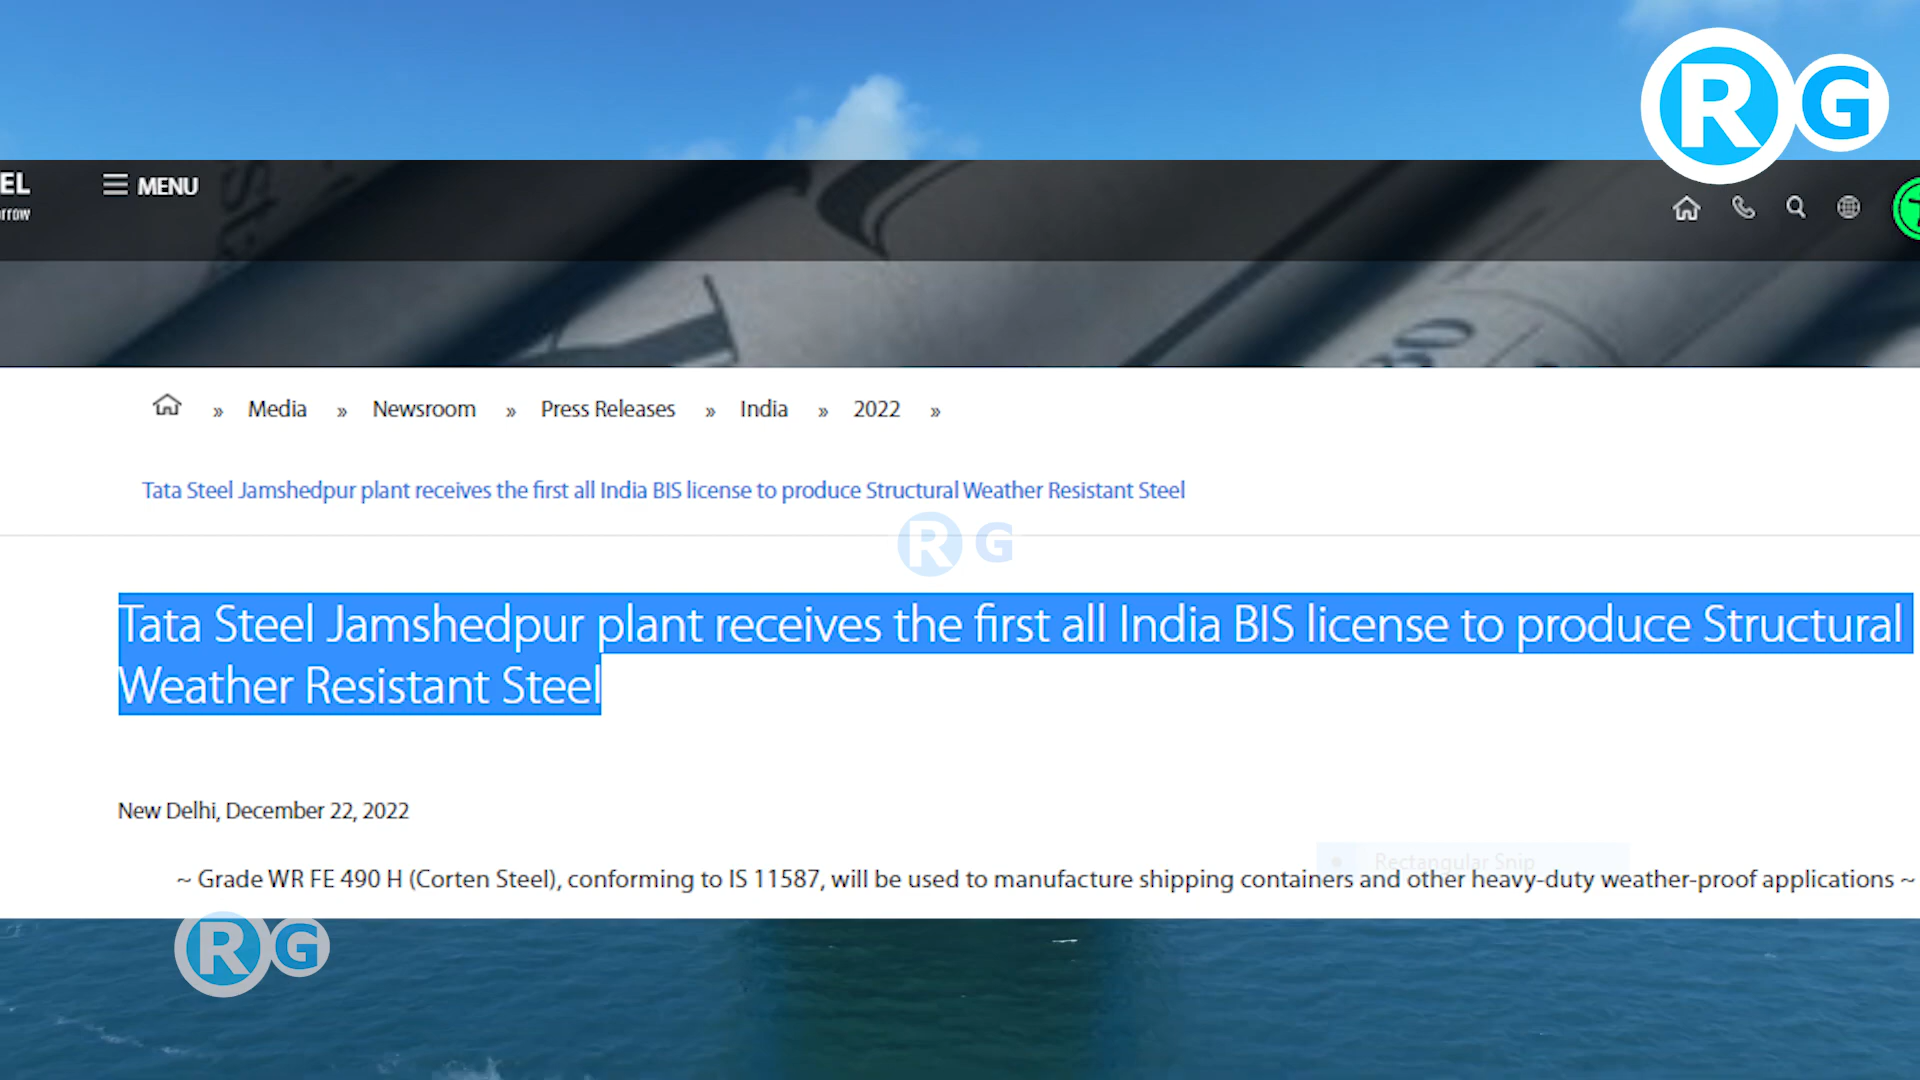 RG
EL
MENU
orrow
» Media » Newsroom » Press Releases » India » 2022 »
Tata Steel Jamshedpur plant receives the first all India BIS license to produce Structural Weather Resistant Steel
RG
Tata Steel Jamshedpur plant receives the first all India BIS license to produce Structural
Weather Resistant Steel
New Delhi, December 22, 2022
Rectangular Snip
~ Grade WR FE 490 H (Corten Steel), conforming to IS 11587, will be used to manufacture shipping containers and other heavy-duty weather-proof applications ~
RG